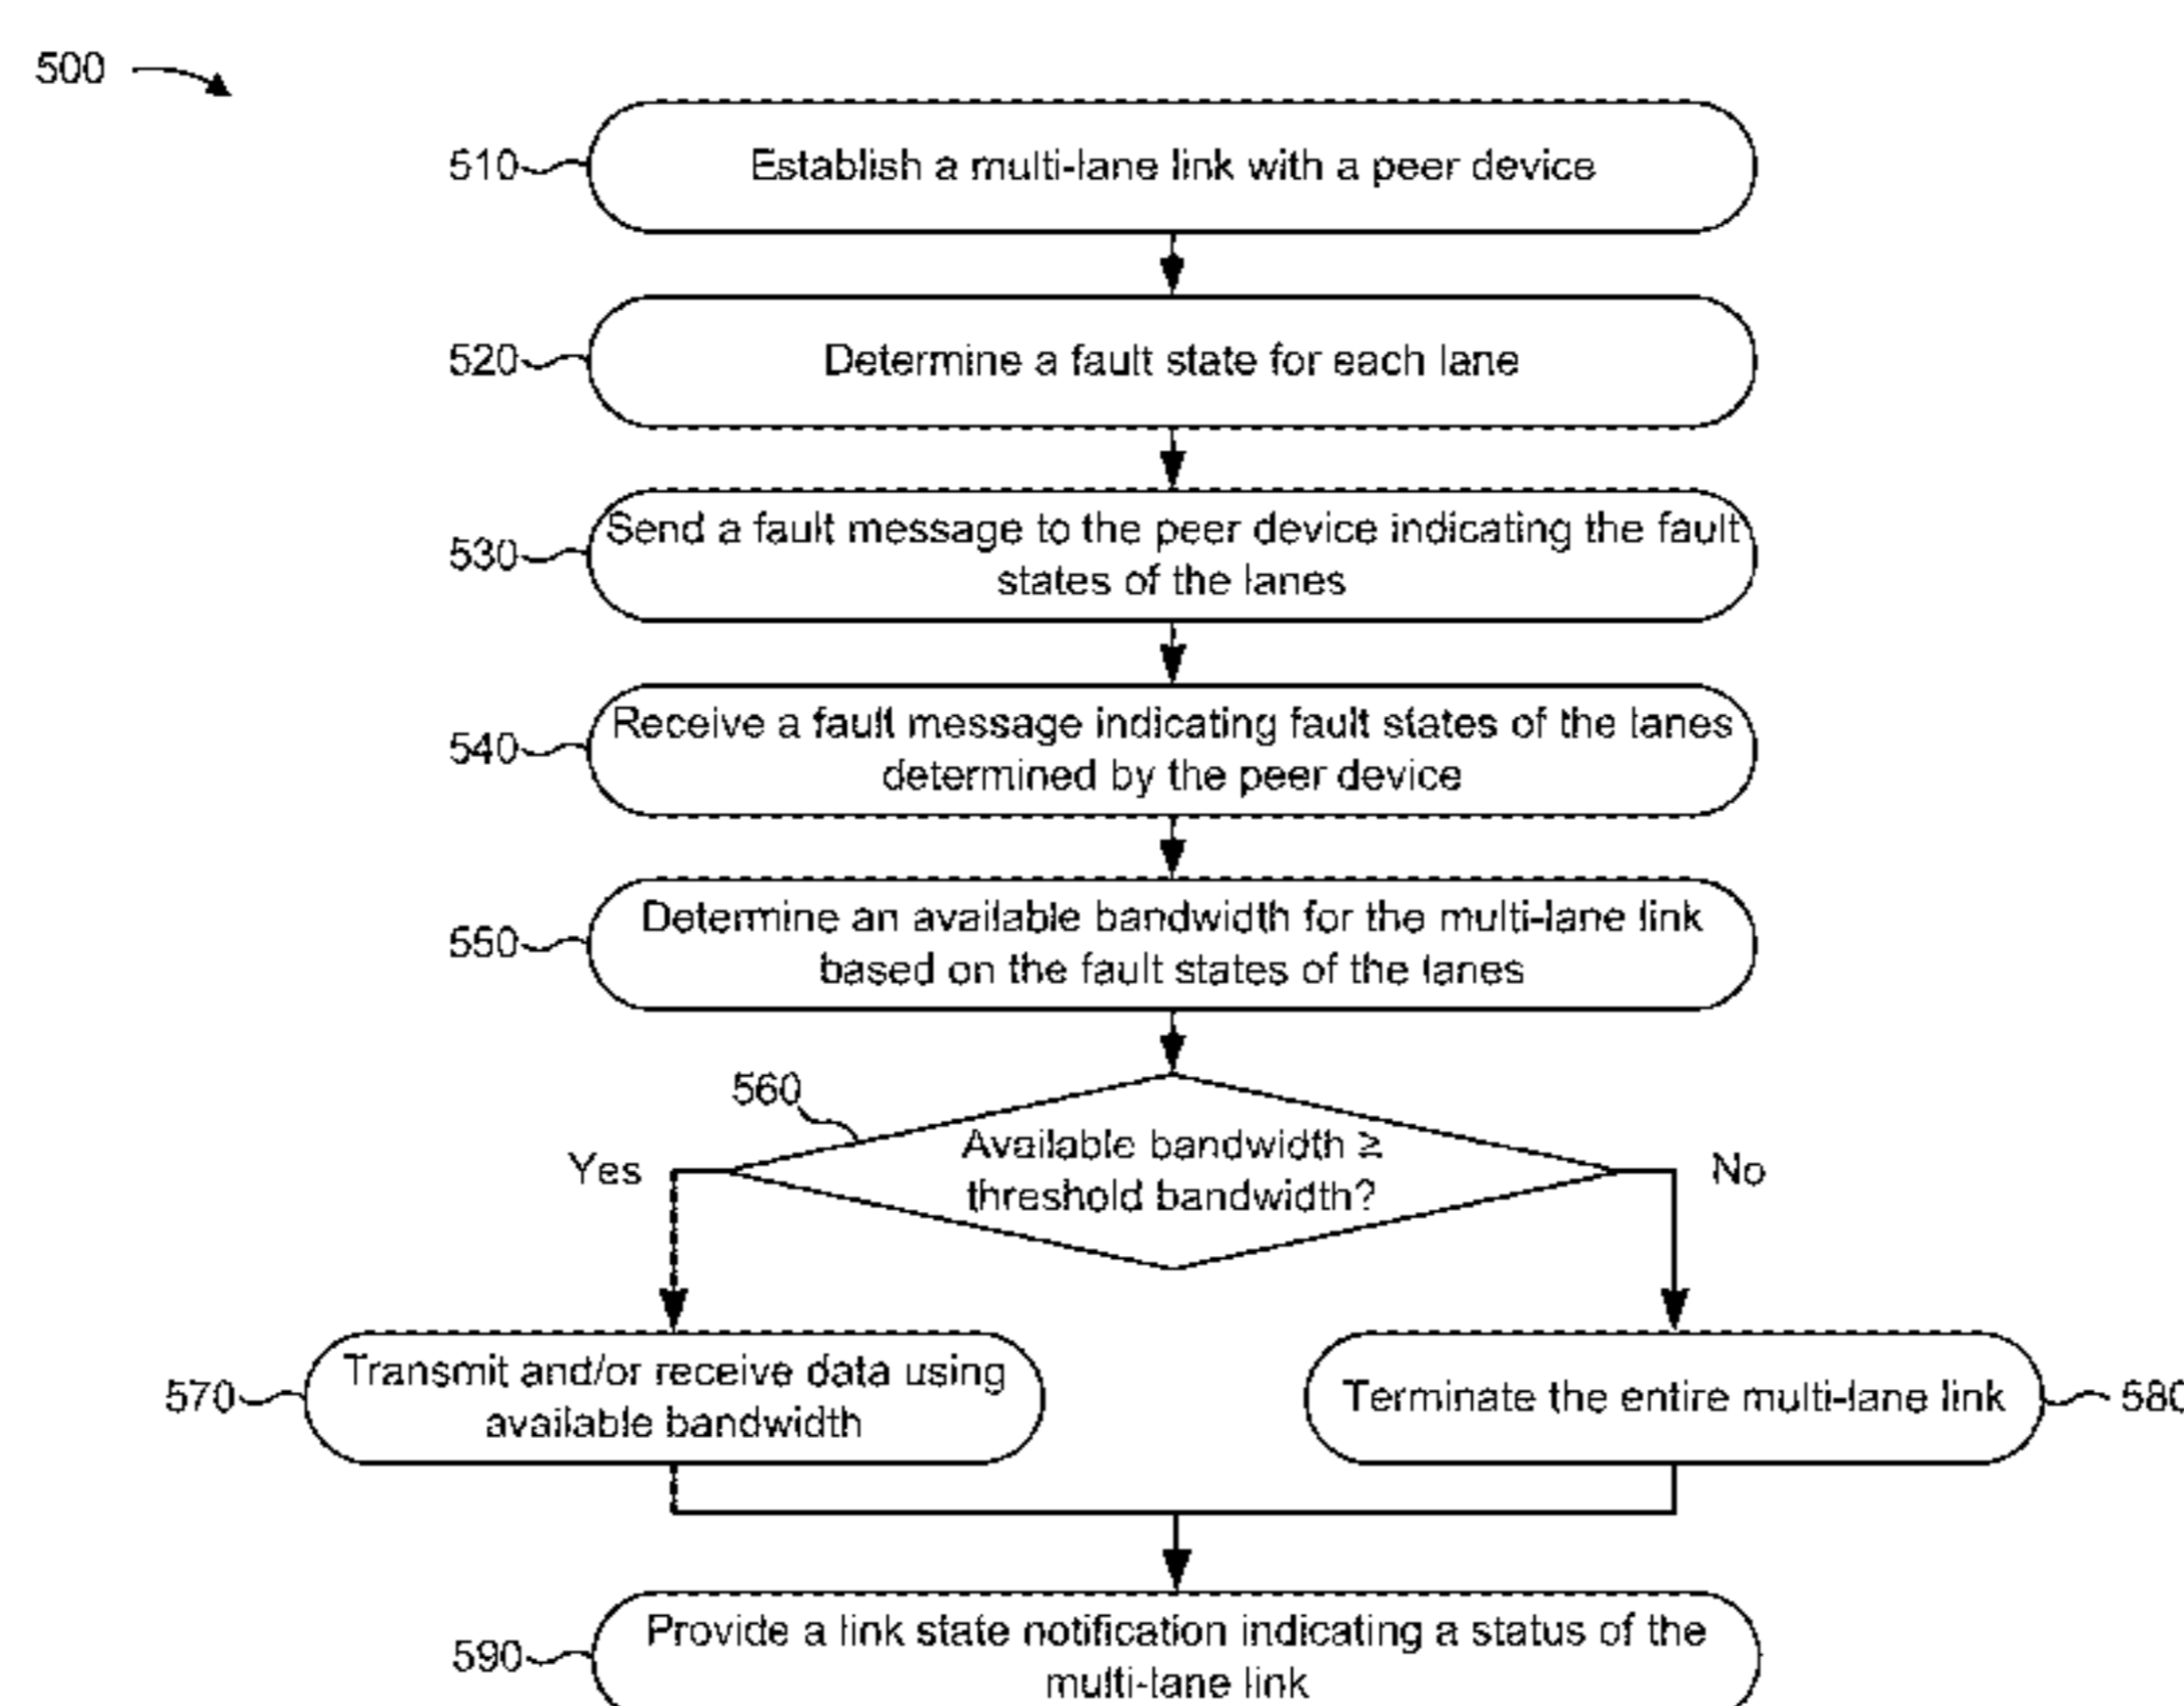 500
510
Establish a multi-lane link with a peer device
520
Determine a fault state for each lane
530
Send a fault message to the peer device indicating the fault
states of the lanes
540
Receive a fault message indicating fault states of the lanes
determined by the peer device
550
Determine an available bandwidth for the multi-lane link
based on the fault states of the lanes
560
Available bandwidth ≥
threshold bandwidth?
Yes
No
570
Transmit and/or receive data using
available bandwidth
Terminate the entire multi-lane link
580
590
Provide a link state notification indicating a status of the
multi-lane link